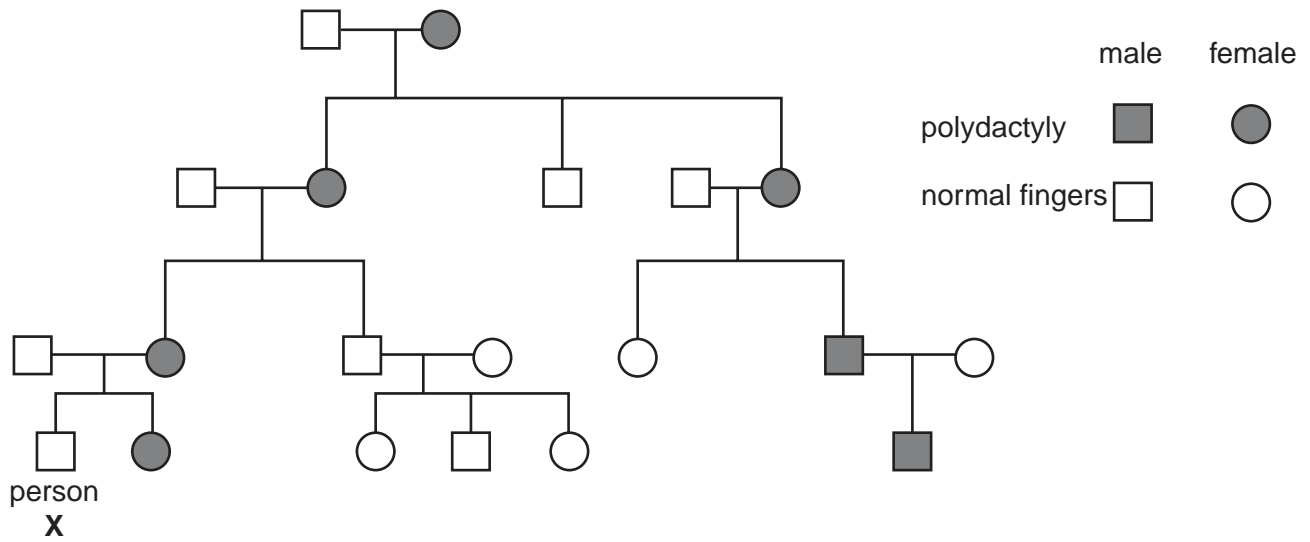 male female
polydactyly
normal fingers
person
X